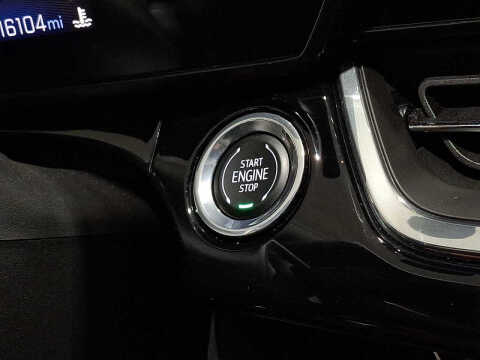 16104mi
START
ENGINE
STOP